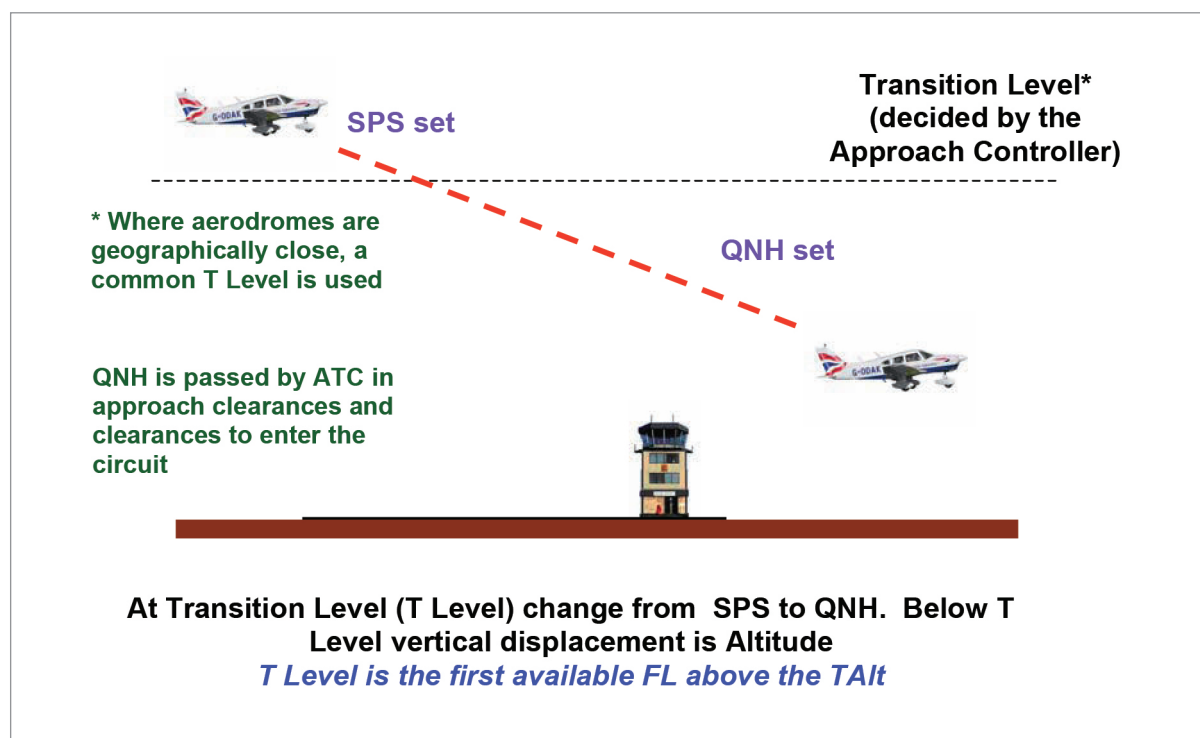 SPS set
Transition Level*
(decided by the
Approach Controller)
G-ODAK
* Where aerodromes are
geographically close, a
common T Level is used
QNH set
G-ODAK
QNH is passed by ATC in
approach clearances and
clearances to enter the
circuit
At Transition Level (T Level) change from SPS to QNH. Below T
Level vertical displacement is Altitude
T Level is the first available FL above the TAlt